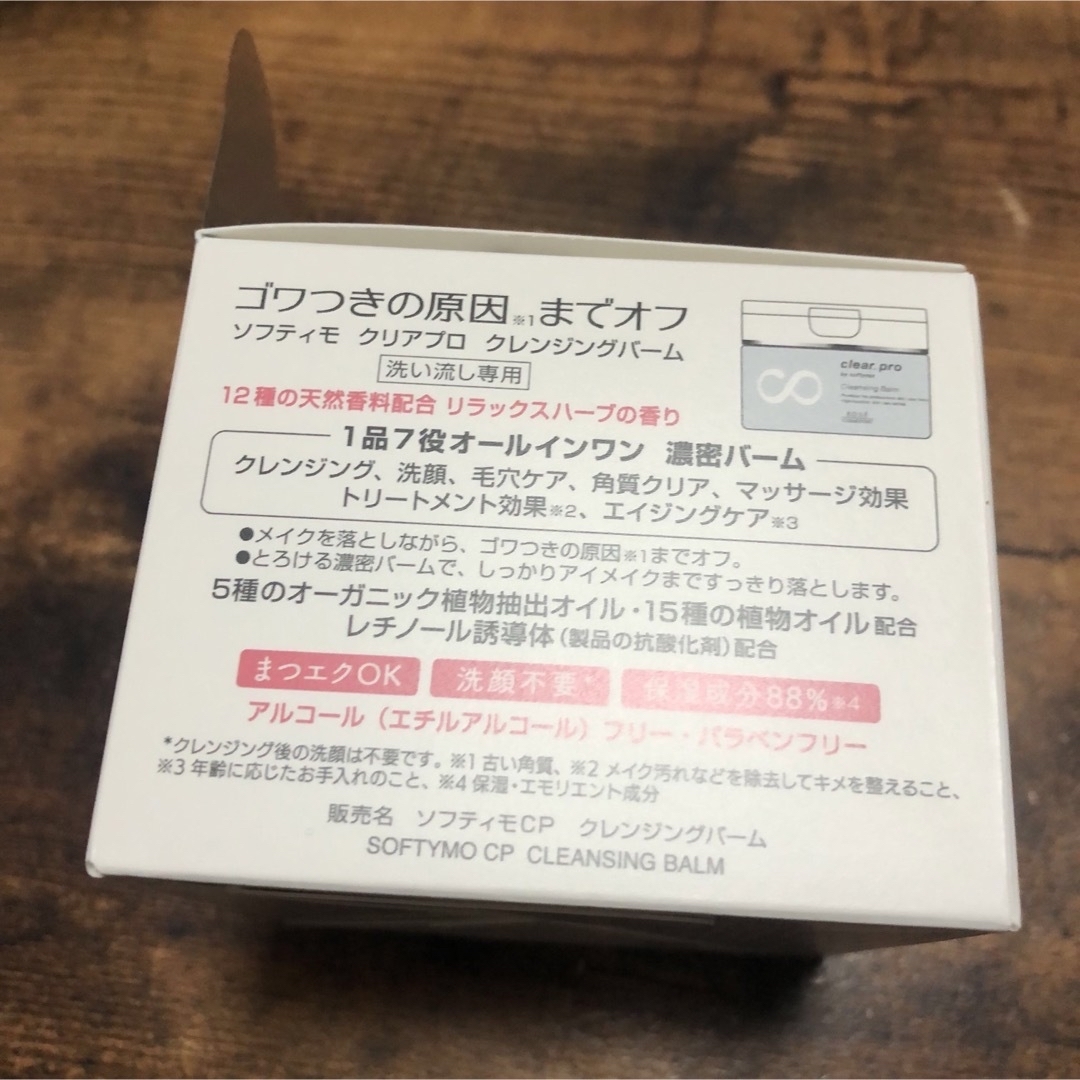 ゴワつきの原因※1までオフ
ソフティモ クリアプロ クレンジングバーム
洗い流し専用
clear. pro
by softymo
Cleansing Balm
12種の天然香料配合 リラックスハーブの香り
1品7役オールインワン 濃密バーム
クレンジング、洗顔、毛穴ケア、角質クリア、マッサージ効果
トリートメント効果※2、エイジングケア※3
●メイクを落としながら、ゴワつきの原因※1までオフ。
●とろける濃密バームで、しっかりアイメイクまですっきり落とします。
5種のオーガニック植物抽出オイル・15種の植物オイル配合
レチノール誘導体(製品の抗酸化剤)配合
まつエクOK 洗顔不要* 保湿成分88%※4
アルコール(エチルアルコール)フリー・パラベンフリー
*クレンジング後の洗顔は不要です。※1 古い角質、※2 メイク汚れなどを除去してキメを整えること、
※3 年齢に応じたお手入れのこと、※4 保湿・エモリエント成分
販売名 ソフティモCP クレンジングバーム
SOFTYMO CP CLEANSING BALM